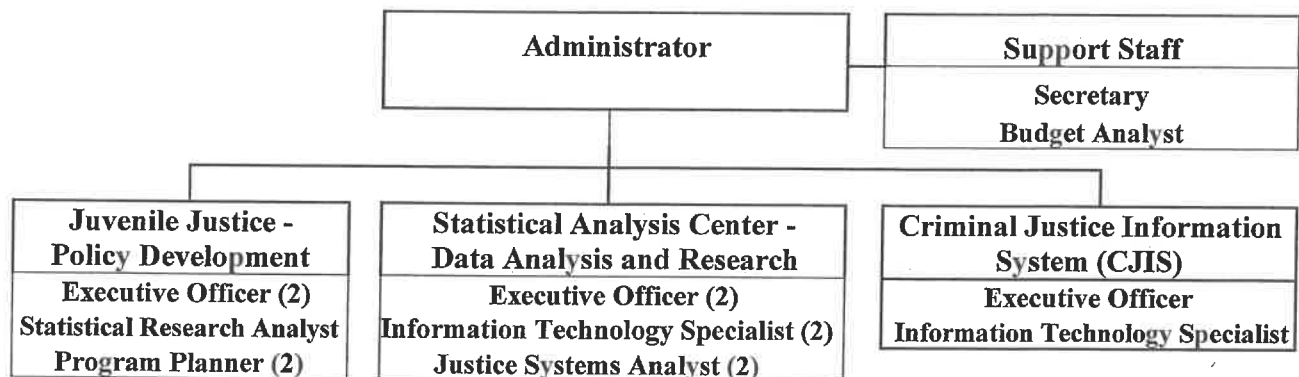 Administrator
Support Staff
Secretary
Budget Analyst
Juvenile Justice -
Policy Development
Executive Officer (2)
Statistical Research Analyst
Program Planner (2)
Statistical Analysis Center -
Data Analysis and Research
Executive Officer (2)
Information Technology Specialist (2)
Justice Systems Analyst (2)
Criminal Justice Information
System (CJIS)
Executive Officer
Information Technology Specialist